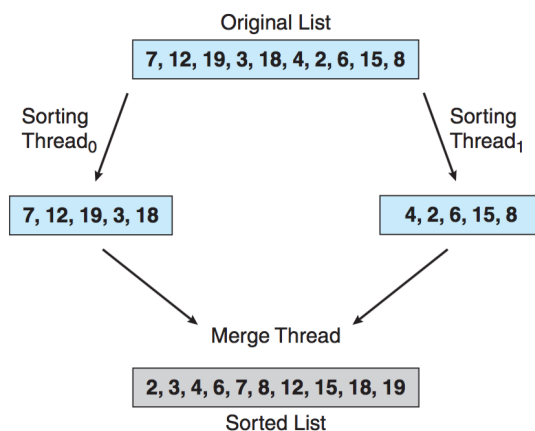 Original List
7, 12, 19, 3, 18, 4, 2, 6, 15, 8
Sorting
Thread0
Sorting
Thread1
7, 12, 19, 3, 18
4, 2, 6, 15, 8
Merge Thread
2, 3, 4, 6, 7, 8, 12, 15, 18, 19
Sorted List